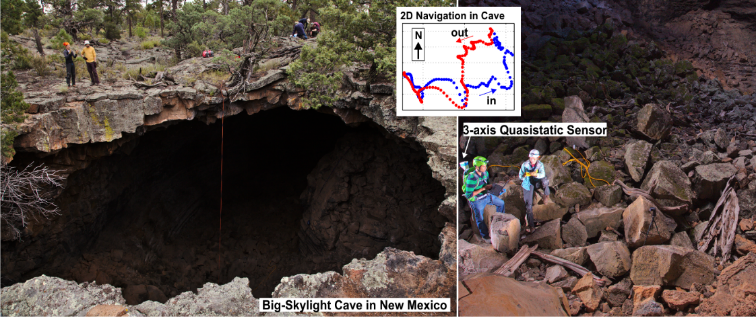 2D Navigation in Cave
N
out
in
3-axis Quasistatic Sensor
Big-Skylight Cave in New Mexico